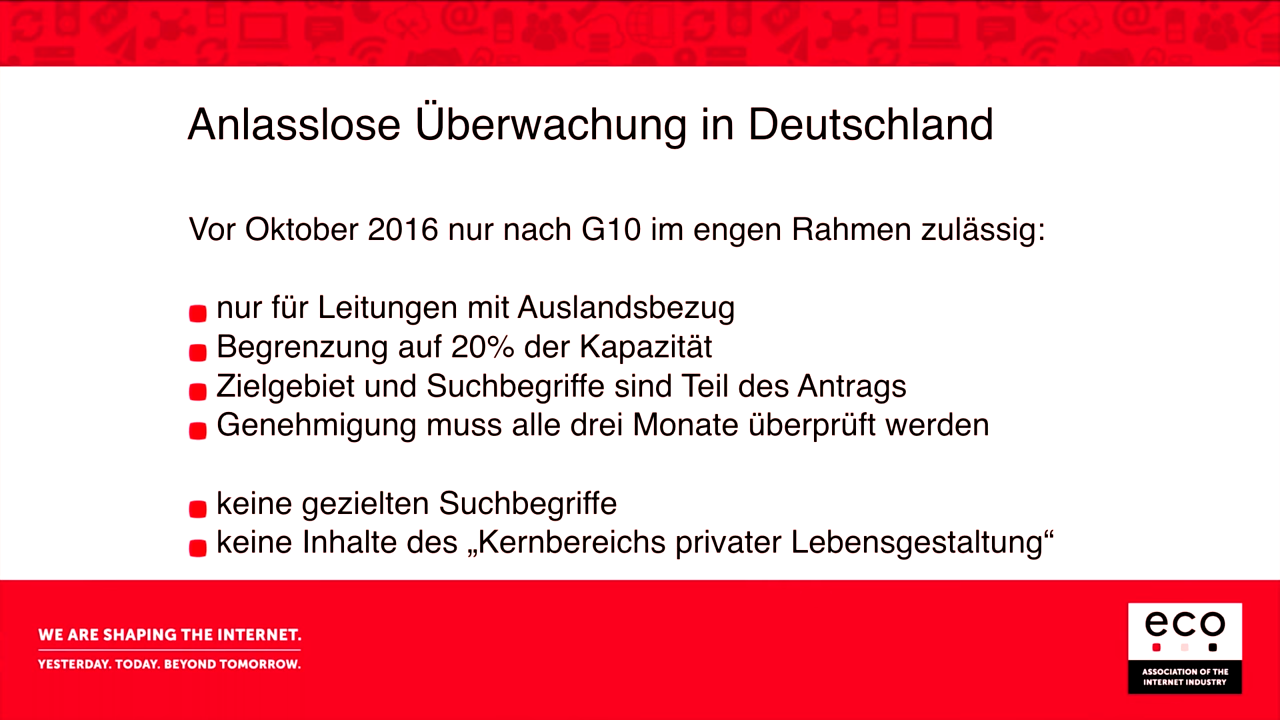 Anlasslose Überwachung in Deutschland
Vor Oktober 2016 nur nach G10 im engen Rahmen zulässig:
nur für Leitungen mit Auslandsbezug
Begrenzung auf 20% der Kapazität
Zielgebiet und Suchbegriffe sind Teil des Antrags
Genehmigung muss alle drei Monate überprüft werden
keine gezielten Suchbegriffe
keine Inhalte des „Kernbereichs privater Lebensgestaltung“
WE ARE SHAPING THE INTERNET.
YESTERDAY. TODAY. BEYOND TOMORROW.
eco
ASSOCIATION OF THE
INTERNET INDUSTRY